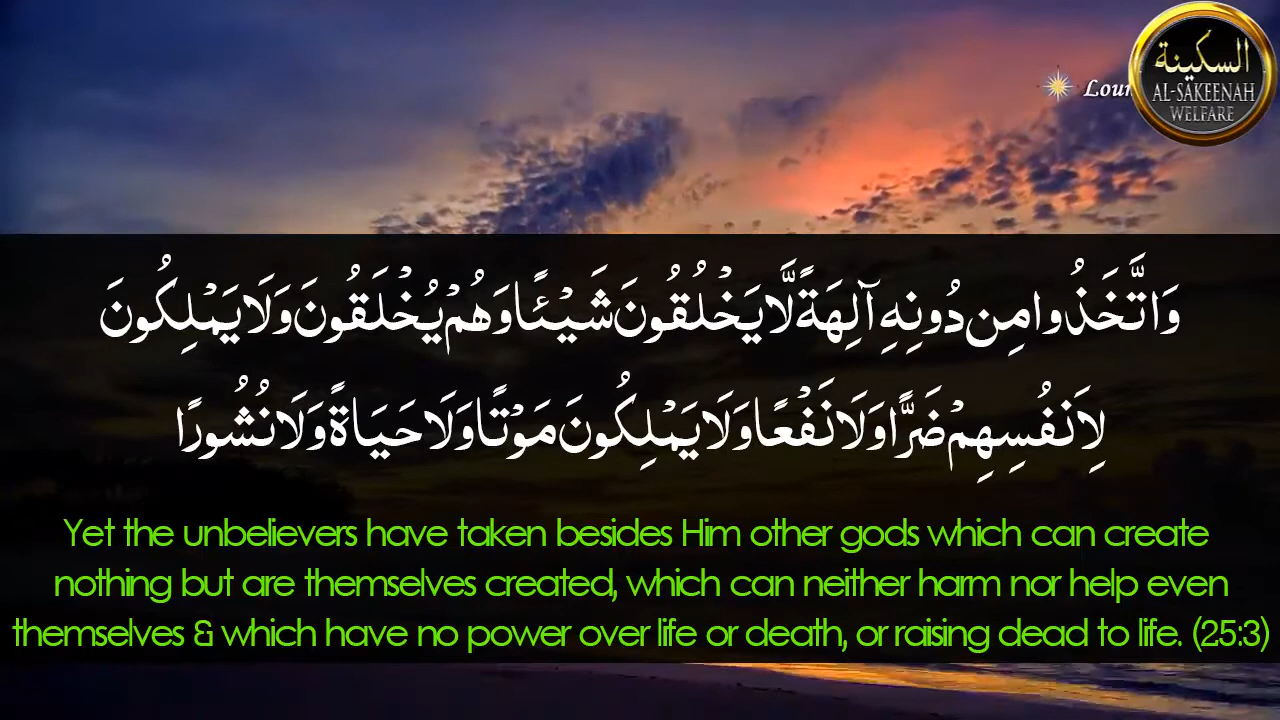 السكينة
AL-SAKEENAH
WELFARE
وَاتَّخَذُوا مِن دُونِهِ آلِهَةً لَّا يَخْلُقُونَ شَيْئًا وَهُمْ يُخْلَقُونَ وَلَا يَمْلِكُونَ
لِأَنفُسِهِمْ ضَرًّا وَلَا نَفْعًا وَلَا يَمْلِكُونَ مَوْتًا وَلَا حَيَاةً وَلَا نُشُورًا
Yet the unbelievers have taken besides Him other gods which can create
nothing but are themselves created, which can neither harm nor help even
themselves & which have no power over life or death, or raising dead to life. (25:3)